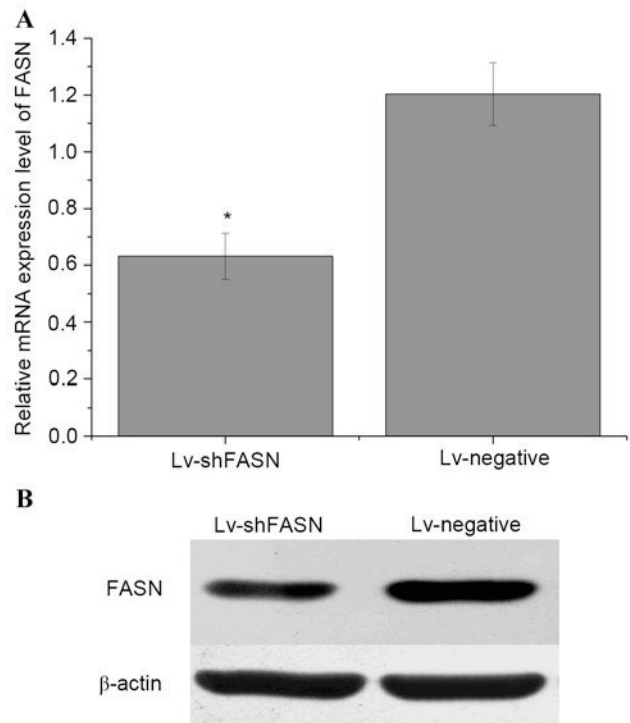 A
Relative mRNA expression level of FASN
1.4
1.2
1.0
0.8
0.6
0.4
0.2
0.0
*
Lv-shFASN Lv-negative
B
Lv-shFASN Lv-negative
FASN
β-actin